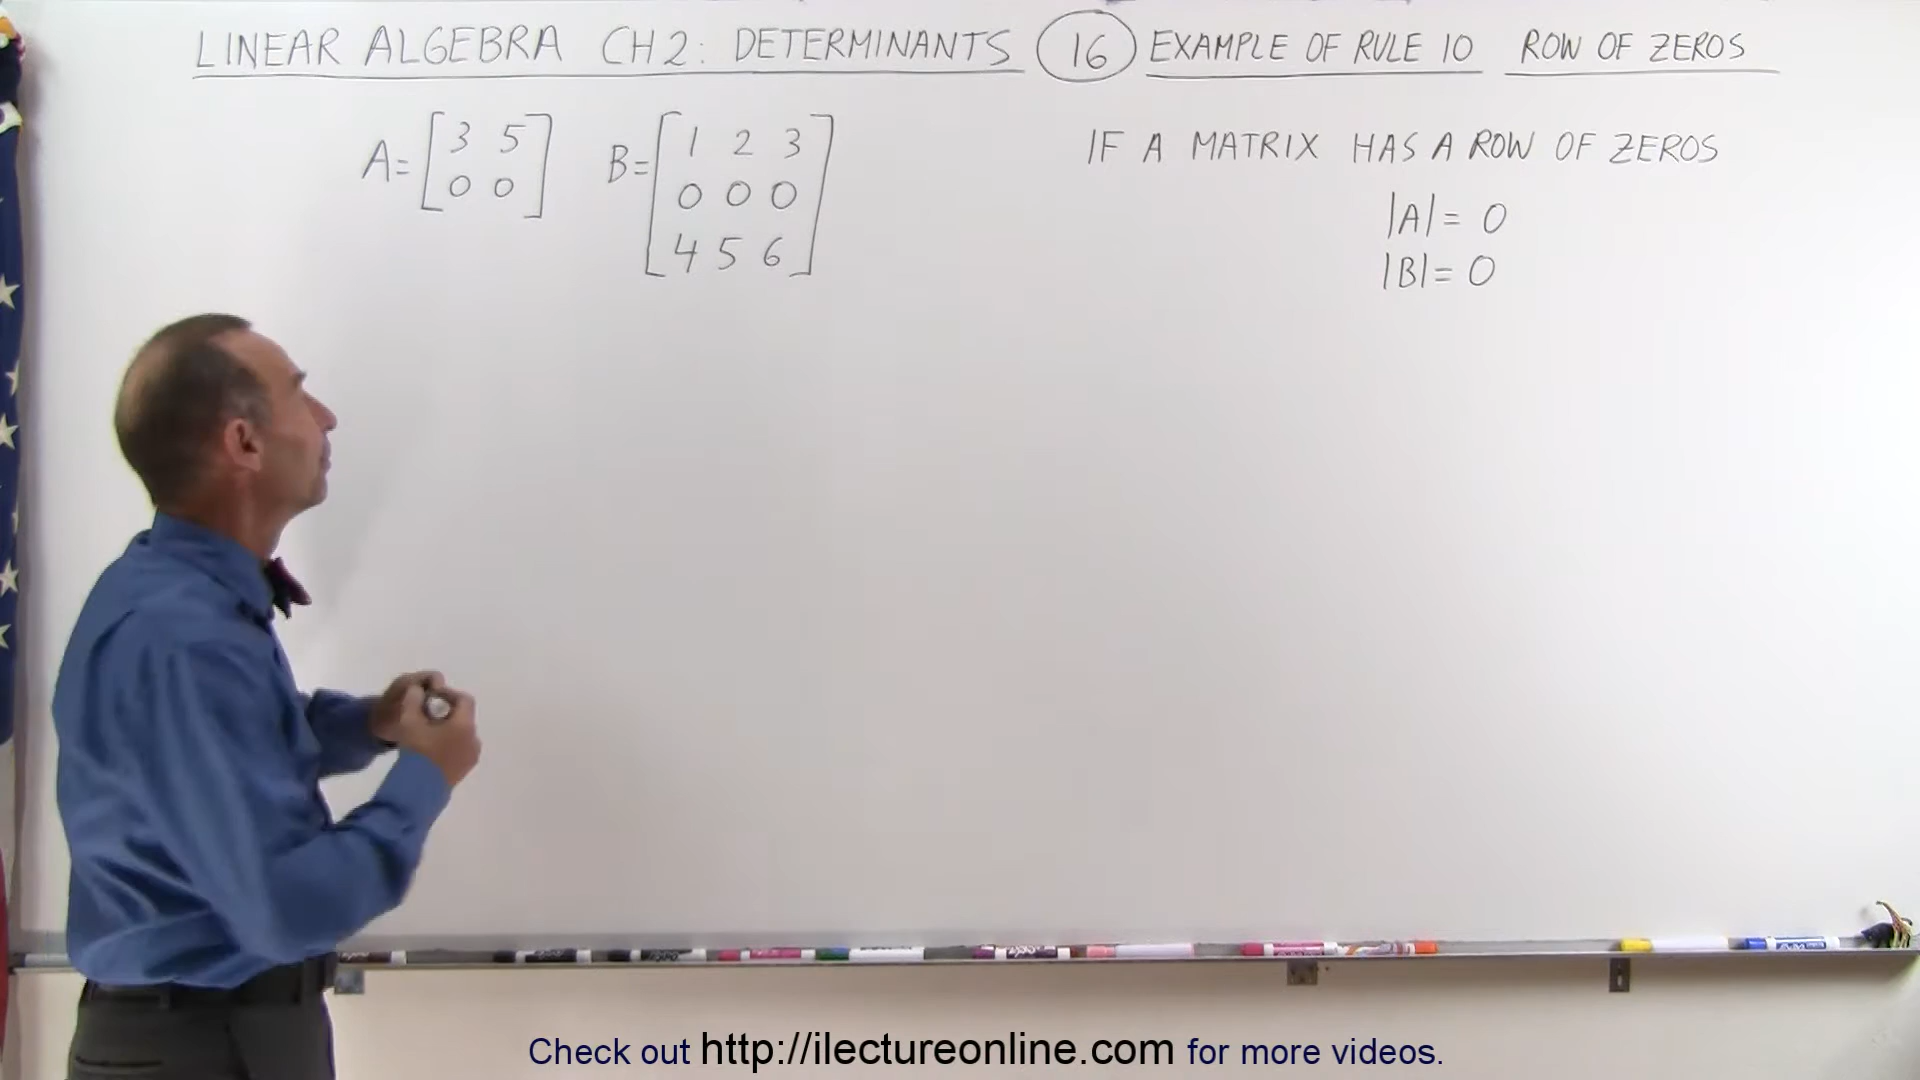 LINEAR ALGEBRA CH 2: DETERMINANTS 16 EXAMPLE OF RULE 10 ROW OF ZEROS
A= [3 5
0 0]
B= [1 2 3
0 0 0
4 5 6]
IF A MATRIX HAS A ROW OF ZEROS
|A| = 0
|B| = 0
Check out http://ilectureonline.com for more videos.